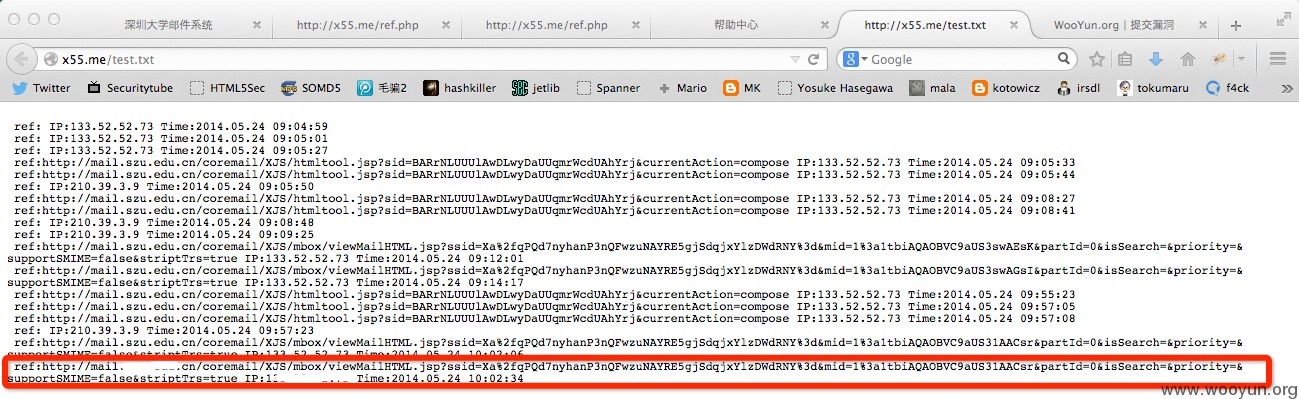 深圳大学邮件系统
http://x55.me/ref.php
http://x55.me/ref.php
帮助中心
http://x55.me/test.txt
WooYun.org | 提交漏洞
x55.me/test.txt
Google
Twitter
Securitytube
HTML5Sec
SOMD5
毛骗2
hashkiller
jetlib
Spanner
Mario
MK
Yosuke Hasegawa
mala
kotowicz
irsdl
tokumaru
f4ck
ref: IP:133.52.52.73 Time:2014.05.24 09:04:59
ref: IP:133.52.52.73 Time:2014.05.24 09:05:01
ref: IP:133.52.52.73 Time:2014.05.24 09:05:27
ref:http://mail.szu.edu.cn/coremail/XJS/htmltool.jsp?sid=BARrNLUUUlAwDLwyDaUUqmrWcdUAhYrj&currentAction=compose IP:133.52.52.73 Time:2014.05.24 09:05:33
ref:http://mail.szu.edu.cn/coremail/XJS/htmltool.jsp?sid=BARrNLUUUlAwDLwyDaUUqmrWcdUAhYrj&currentAction=compose IP:133.52.52.73 Time:2014.05.24 09:05:44
ref: IP:210.39.3.9 Time:2014.05.24 09:05:50
ref:http://mail.szu.edu.cn/coremail/XJS/htmltool.jsp?sid=BARrNLUUUlAwDLwyDaUUqmrWcdUAhYrj&currentAction=compose IP:133.52.52.73 Time:2014.05.24 09:08:27
ref:http://mail.szu.edu.cn/coremail/XJS/htmltool.jsp?sid=BARrNLUUUlAwDLwyDaUUqmrWcdUAhYrj&currentAction=compose IP:133.52.52.73 Time:2014.05.24 09:08:41
ref: IP:210.39.3.9 Time:2014.05.24 09:08:48
ref: IP:210.39.3.9 Time:2014.05.24 09:09:25
ref:http://mail.szu.edu.cn/coremail/XJS/mbox/viewMailHTML.jsp?ssid=Xa%2fqPQd7nyhanP3nQFwzuNAYRE5gjSdqjxYlzDWdRNY%3d&mid=1%3a1tbiAQAOBVC9aUS3swAEsK&partId=0&isSearch=&priority=&
supportSMIME=false&striptTrs=true IP:133.52.52.73 Time:2014.05.24 09:12:01
ref:http://mail.szu.edu.cn/coremail/XJS/mbox/viewMailHTML.jsp?ssid=Xa%2fqPQd7nyhanP3nQFwzuNAYRE5gjSdqjxYlzDWdRNY%3d&mid=1%3a1tbiAQAOBVC9aUS3swAGsI&partId=0&isSearch=&priority=&
supportSMIME=false&striptTrs=true IP:133.52.52.73 Time:2014.05.24 09:14:17
ref:http://mail.szu.edu.cn/coremail/XJS/htmltool.jsp?sid=BARrNLUUUlAwDLwyDaUUqmrWcdUAhYrj&currentAction=compose IP:133.52.52.73 Time:2014.05.24 09:55:23
ref:http://mail.szu.edu.cn/coremail/XJS/htmltool.jsp?sid=BARrNLUUUlAwDLwyDaUUqmrWcdUAhYrj&currentAction=compose IP:133.52.52.73 Time:2014.05.24 09:57:05
ref:http://mail.szu.edu.cn/coremail/XJS/htmltool.jsp?sid=BARrNLUUUlAwDLwyDaUUqmrWcdUAhYrj&currentAction=compose IP:133.52.52.73 Time:2014.05.24 09:57:08
ref: IP:210.39.3.9 Time:2014.05.24 09:57:23
ref:http://mail.szu.edu.cn/coremail/XJS/mbox/viewMailHTML.jsp?ssid=Xa%2fqPQd7nyhanP3nQFwzuNAYRE5gjSdqjxYlzDWdRNY%3d&mid=1%3a1tbiAQAOBVC9aUS31AACsr&partId=0&isSearch=&priority=&
supportSMIME=false&striptTrs=true IP:133.52.52.73 Time:2014.05.24 10:02:06
ref:http://mail. .cn/coremail/XJS/mbox/viewMailHTML.jsp?ssid=Xa%2fqPQd7nyhanP3nQFwzuNAYRE5gjSdqjxYlzDWdRNY%3d&mid=1%3a1tbiAQAOBVC9aUS31AACsr&partId=0&isSearch=&priority=&
supportSMIME=false&striptTrs=true IP:1 Time:2014.05.24 10:02:34
www.wooyun.org